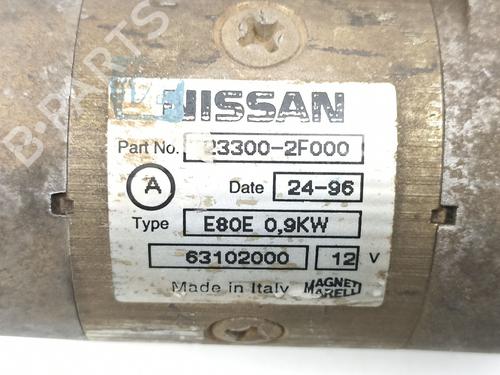 NISSAN
Part No. 23300-2F000
A Date 24-96
Type E80E 0,9KW
63102000 12 V
Made in Italy MAGNETI MARELLI
B-PARTS